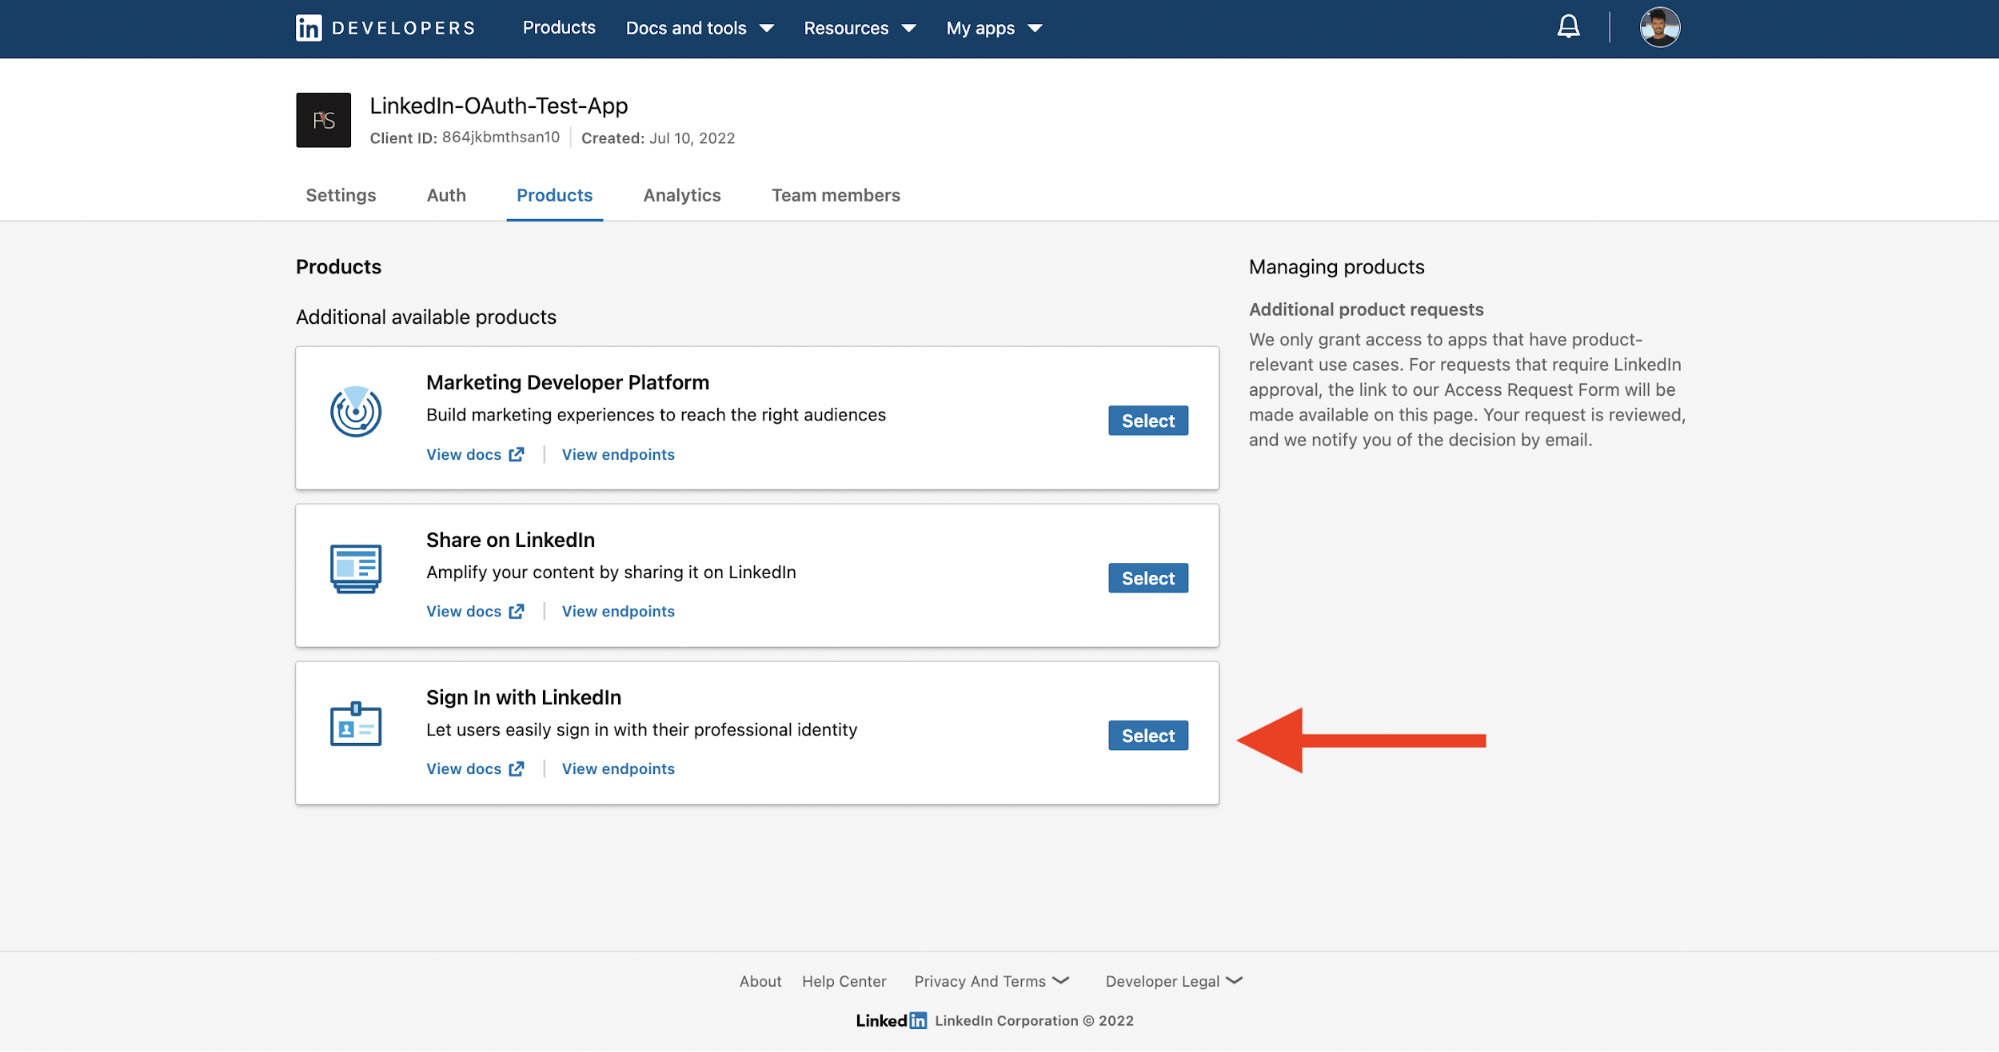 in DEVELOPERS Products Docs and tools Resources My apps
FIS
LinkedIn-OAuth-Test-App
Client ID: 864jkbmthsan10 Created: Jul 10, 2022
Settings Auth Products Analytics Team members
Products
Additional available products
Marketing Developer Platform
Build marketing experiences to reach the right audiences
View docs View endpoints
Select
Share on LinkedIn
Amplify your content by sharing it on LinkedIn
View docs View endpoints
Select
Sign In with LinkedIn
Let users easily sign in with their professional identity
View docs View endpoints
Select
Managing products
Additional product requests
We only grant access to apps that have product-
relevant use cases. For requests that require LinkedIn
approval, the link to our Access Request Form will be
made available on this page. Your request is reviewed,
and we notify you of the decision by email.
About Help Center Privacy And Terms Developer Legal
Linkedin LinkedIn Corporation © 2022